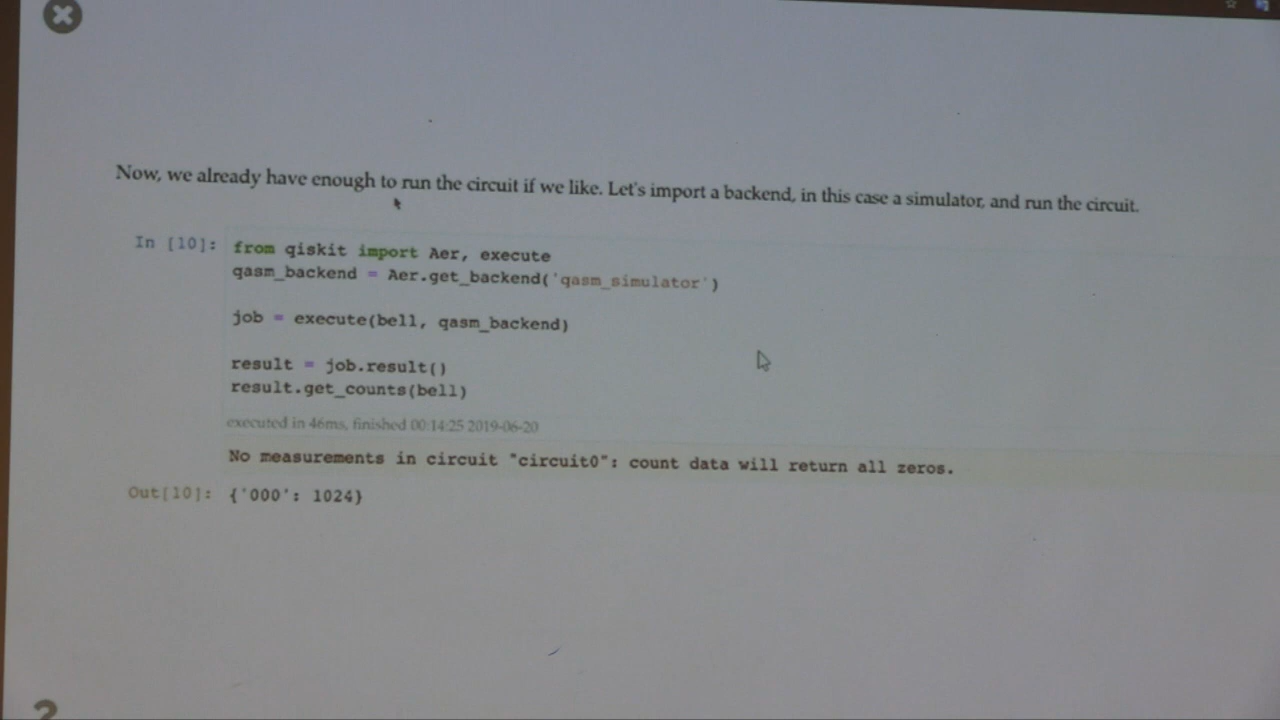 Now, we already have enough to run the circuit if we like. Let's import a backend, in this case a simulator, and run the circuit.
In [10]: from qiskit import Aer, execute
qasm_backend = Aer.get_backend('qasm_simulator')
job = execute(bell, qasm_backend)
result = job.result()
result.get_counts(bell)
executed in 46ms, finished 00:14:25 2019-06-20
No measurements in circuit "circuit0": count data will return all zeros.
Out[10]: {'000': 1024}
?